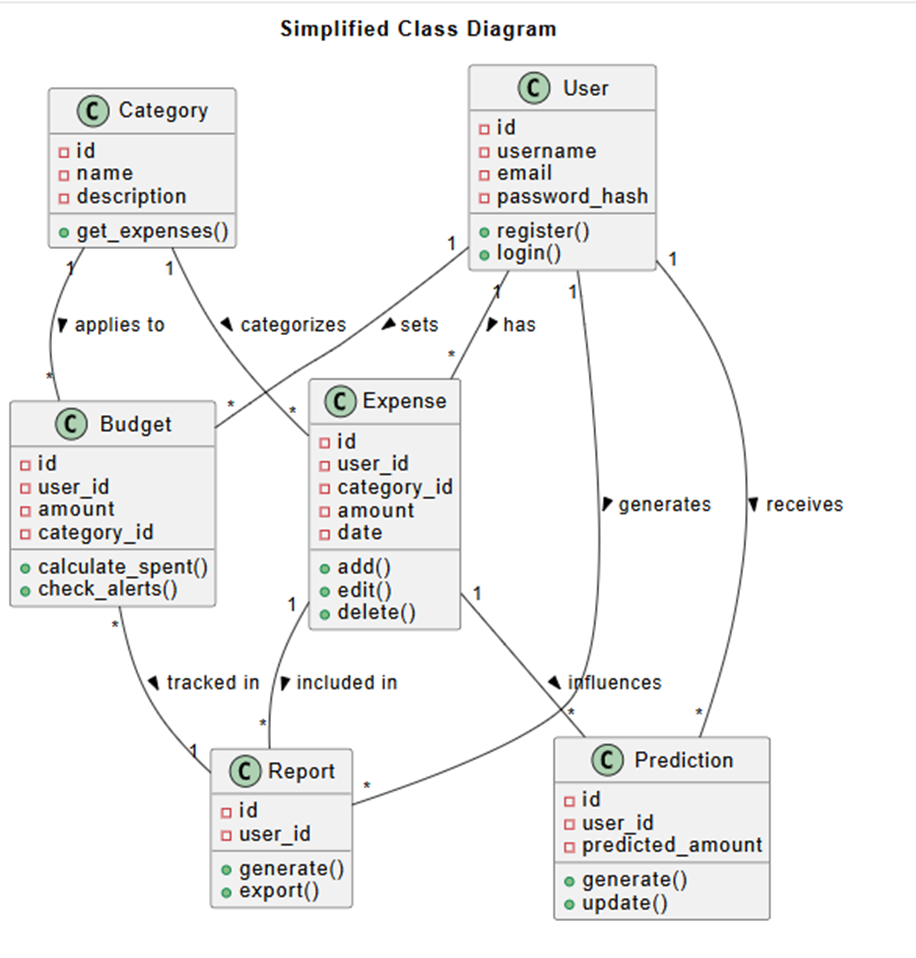 Simplified Class Diagram
C Category
id
name
description
get_expenses()
C User
id
username
email
password_hash
register()
login()
1
1
1
1
1
1
applies to
categorizes
sets
has
*
*
*
*
C Budget
id
user_id
amount
category_id
calculate_spent()
check_alerts()
C Expense
id
user_id
category_id
amount
date
add()
edit()
delete()
generates
receives
*
1
1
tracked in
included in
influences
1
*
*
*
*
C Report
id
user_id
generate()
export()
C Prediction
id
user_id
predicted_amount
generate()
update()